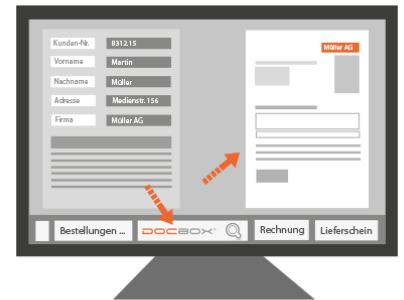 Kunden-Nr. 8312.15
Vorname Martin
Nachname Müller
Adresse Medienstr. 156
Firma Müller AG
Müller AG
Bestellungen ... DOCBOX Rechnung Lieferschein